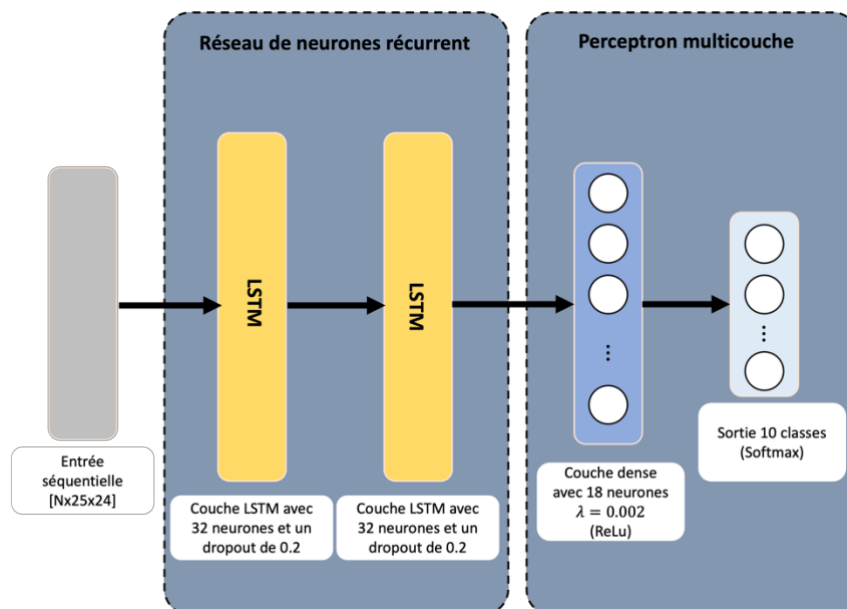 Réseau de neurones récurrent
Perceptron multicouche
LSTM
LSTM
...
...
Entrée
séquentielle
[Nx25x24]
Couche LSTM avec
32 neurones et un
dropout de 0.2
Couche LSTM avec
32 neurones et un
dropout de 0.2
Couche dense
avec 18 neurones
λ = 0.002
(ReLu)
Sortie 10 classes
(Softmax)